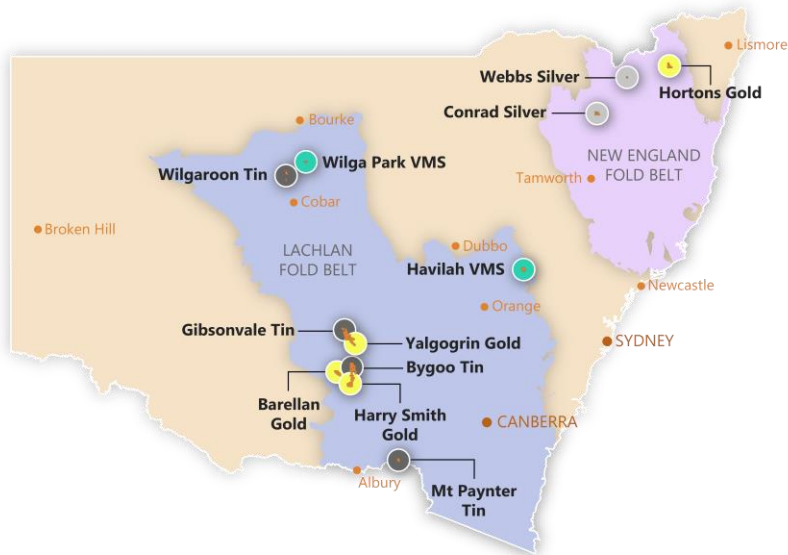 Lismore
Webbs Silver
Hortons Gold
Conrad Silver
Bourke
NEW ENGLAND
FOLD BELT
Wilga Park VMS
Wilgaroon Tin
Tamworth
Cobar
Broken Hill
LACHLAN
FOLD BELT
Dubbo
Havilah VMS
Newcastle
Orange
Gibsonvale Tin
Yalgogrin Gold
SYDNEY
Bygoo Tin
Barellan
Gold
Harry Smith
Gold
CANBERRA
Albury
Mt Paynter
Tin